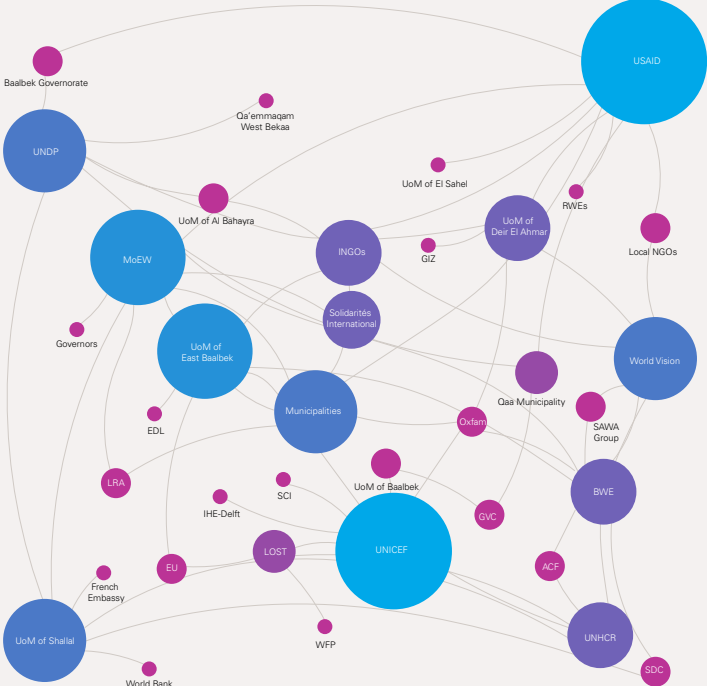 USAID
Baalbek Governorate
Qa'emmaqam
West Bekaa
UNDP
UoM of El Sahel
RWEs
UoM of Al Bahayra
UoM of
Deir El Ahmar
Local NGOs
MoEW
INGOs
GIZ
Solidarités
International
Governors
UoM of
East Baalbek
World Vision
Qaa Municipality
Municipalities
EDL
Oxfam
SAWA
Group
LRA
UoM of Baalbek
SCI
BWE
IHE-Delft
GVC
LOST
UNICEF
EU
ACF
French
Embassy
UoM of Shallal
WFP
UNHCR
SDC
World Bank